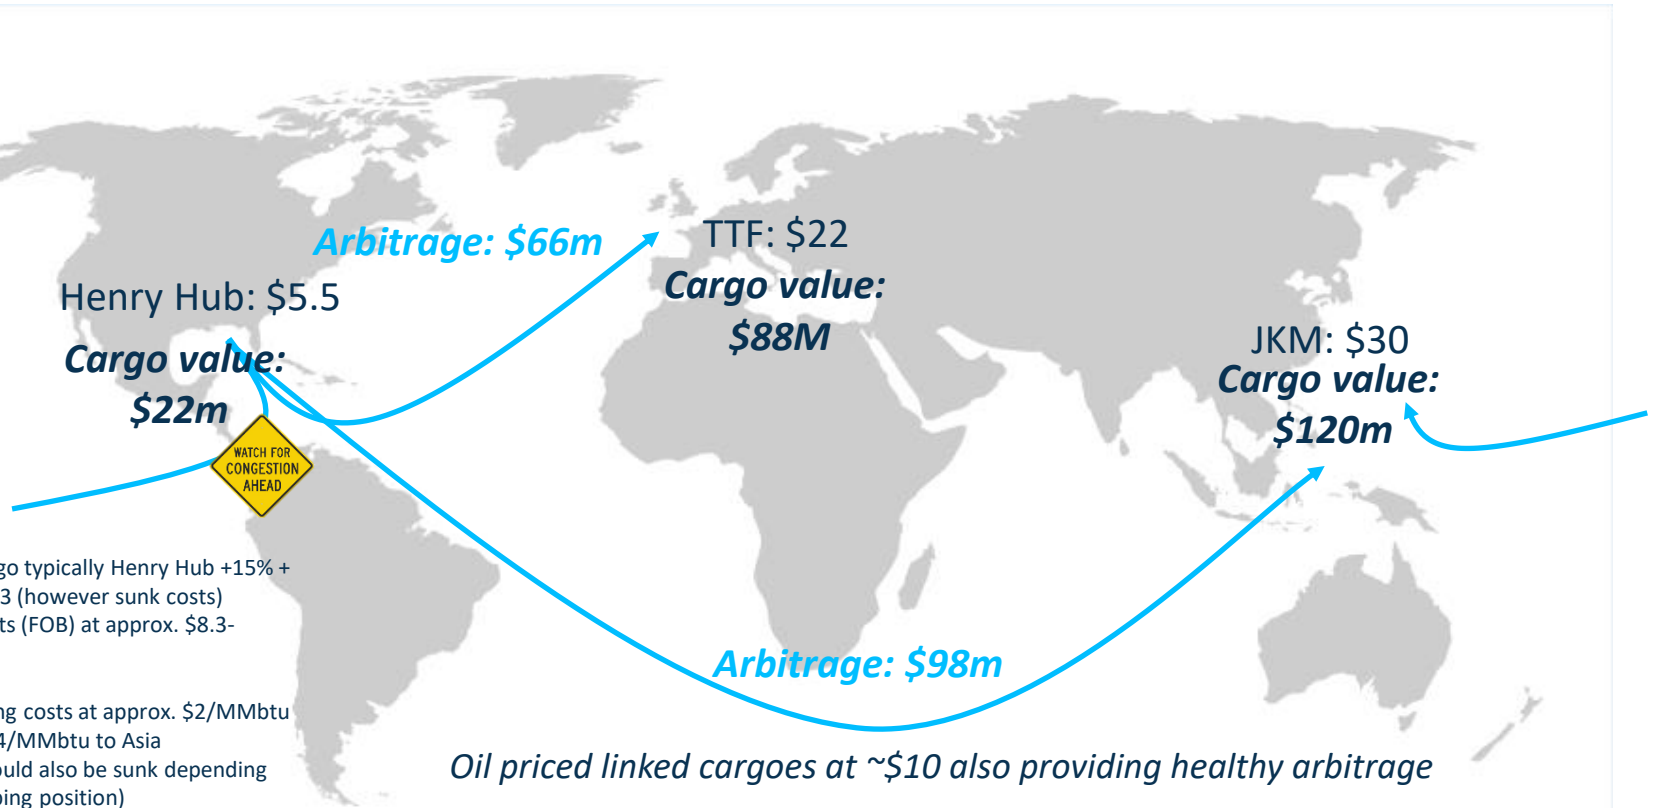 Arbitrage: $66m
TTF: $22
Cargo value:
$88M
Henry Hub: $5.5
Cargo value:
$22m
JKM: $30
Cargo value:
$120m
WATCH FOR
CONGESTION
AHEAD
go typically Henry Hub +15% +
3 (however sunk costs)
ts (FOB) at approx. $8.3-
Arbitrage: $98m
ng costs at approx. $2/MMbtu
4/MMbtu to Asia
ould also be sunk depending
ping position)
Oil priced linked cargoes at ~$10 also providing healthy arbitrage